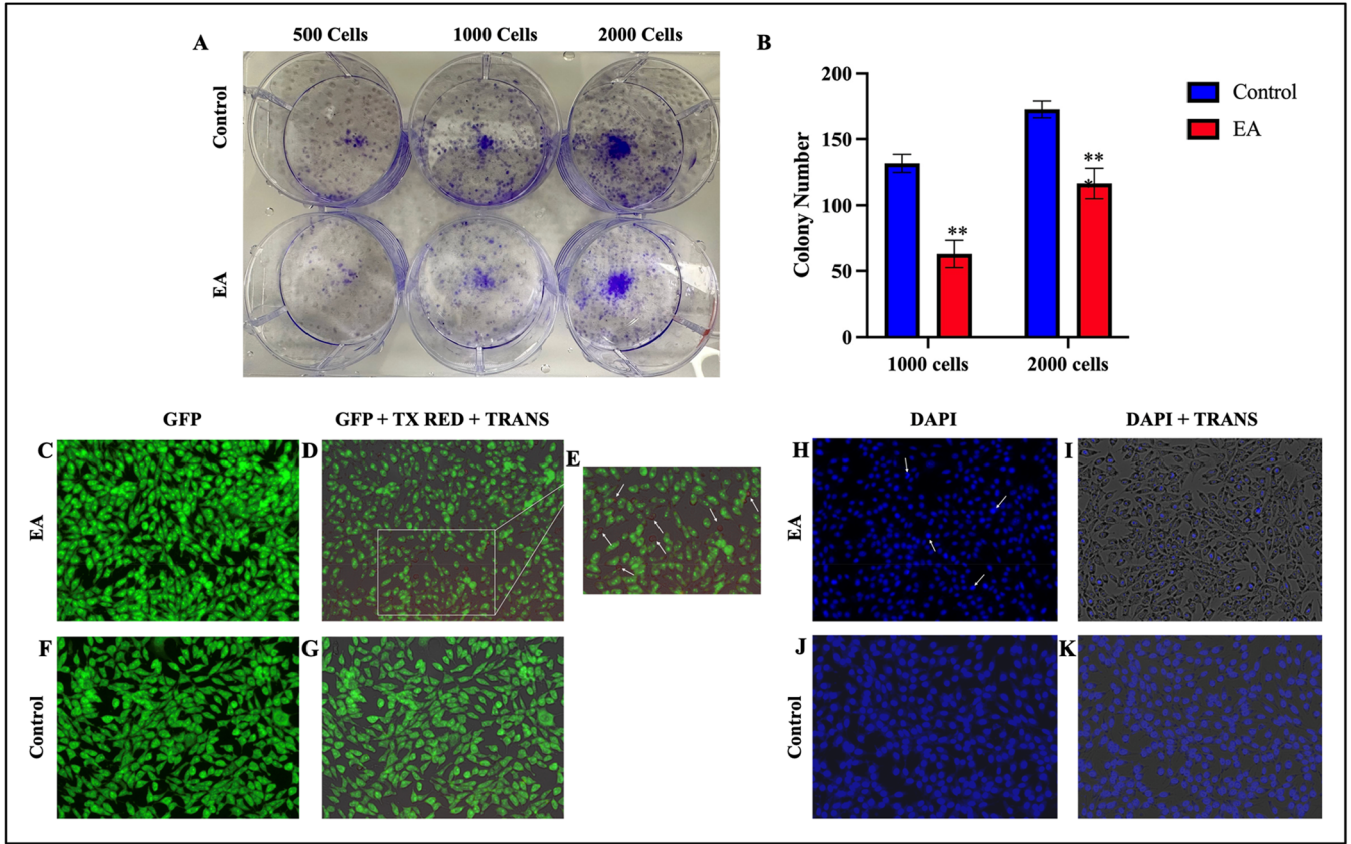 A
500 Cells 1000 Cells 2000 Cells
Control
EA
B
Colony Number
200
150
100
50
0
**
**
*
1000 cells 2000 cells
Control
EA
GFP GFP + TX RED + TRANS
EA
C D E
Control
F G
DAPI DAPI + TRANS
EA
H I
Control
J K